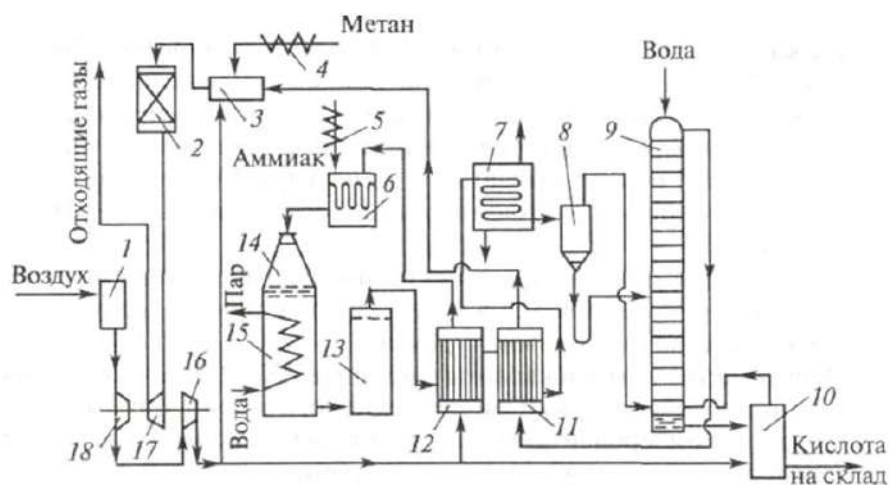 Метан
Вода
4
3
2
5
Аммиак
6
7
8
9
Отходящие газы
1
Воздух
14
Пар
15
13
16
Вода
12
11
10
18
17
Кислота
на склад